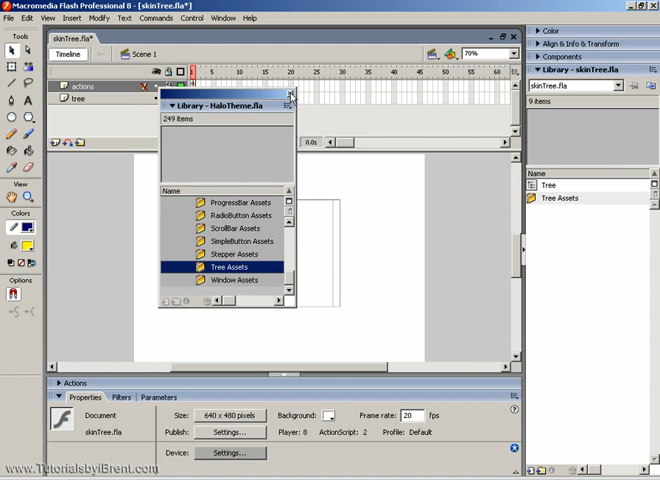 Macromedia Flash Professional 8 - [skinTree.fla*]
File Edit View Insert Modify Text Commands Control Window Help
Tools
View
Colors
Options
skinTree.fla*
Timeline
Scene 1
70%
1 5 10 15 20 25 30 35 40 45 50 55 60
actions
tree
0.0s
Library - HaloTheme.fla
249 items
Name
ProgressBar Assets
RadioButton Assets
ScrollBar Assets
SimpleButton Assets
Stepper Assets
Tree Assets
Window Assets
Color
Align & Info & Transform
Components
Library - skinTree.fla
skinTree.fla
9 items
Name
Tree
Tree Assets
Actions
Properties Filters Parameters
Document
skinTree.fla
Size: 640 x 480 pixels Background: Frame rate: 20 fps
Publish: Settings... Player: 8 ActionScript: 2 Profile: Default
Device: Settings...
www.TutorialsbyiBrent.com